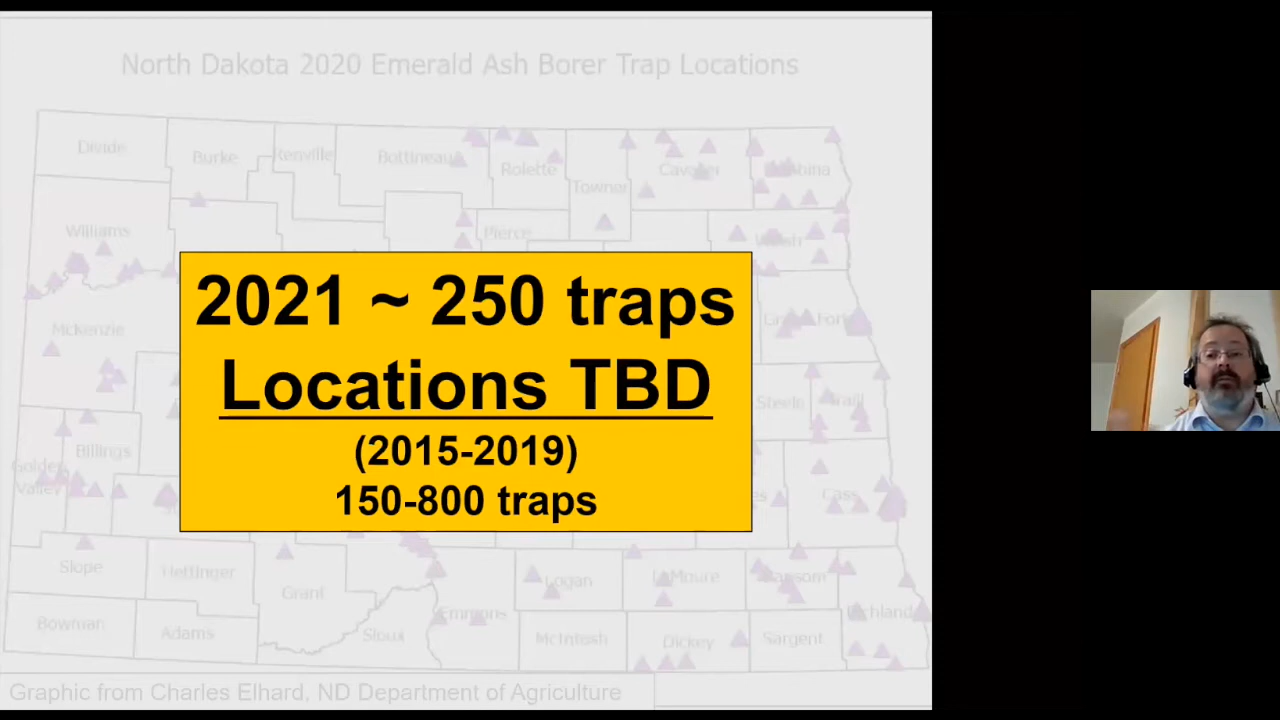 North Dakota 2020 Emerald Ash Borer Trap Locations
Divide
Burke
Renville
Bottineau
Rolette
Towner
Cavalier
Williams
Pierce
Walsh
2021 ~ 250 traps
Locations TBD
(2015-2019)
150-800 traps
McKenzie
Steele
Traill
Billings
Golden
Valley
Cass
Slope
Hettinger
Grant
Logan
LaMoure
Ransom
Bowman
Adams
Sioux
Emmons
McIntosh
Dickey
Sargent
Richland
Graphic from Charles Elhard, ND Department of Agriculture